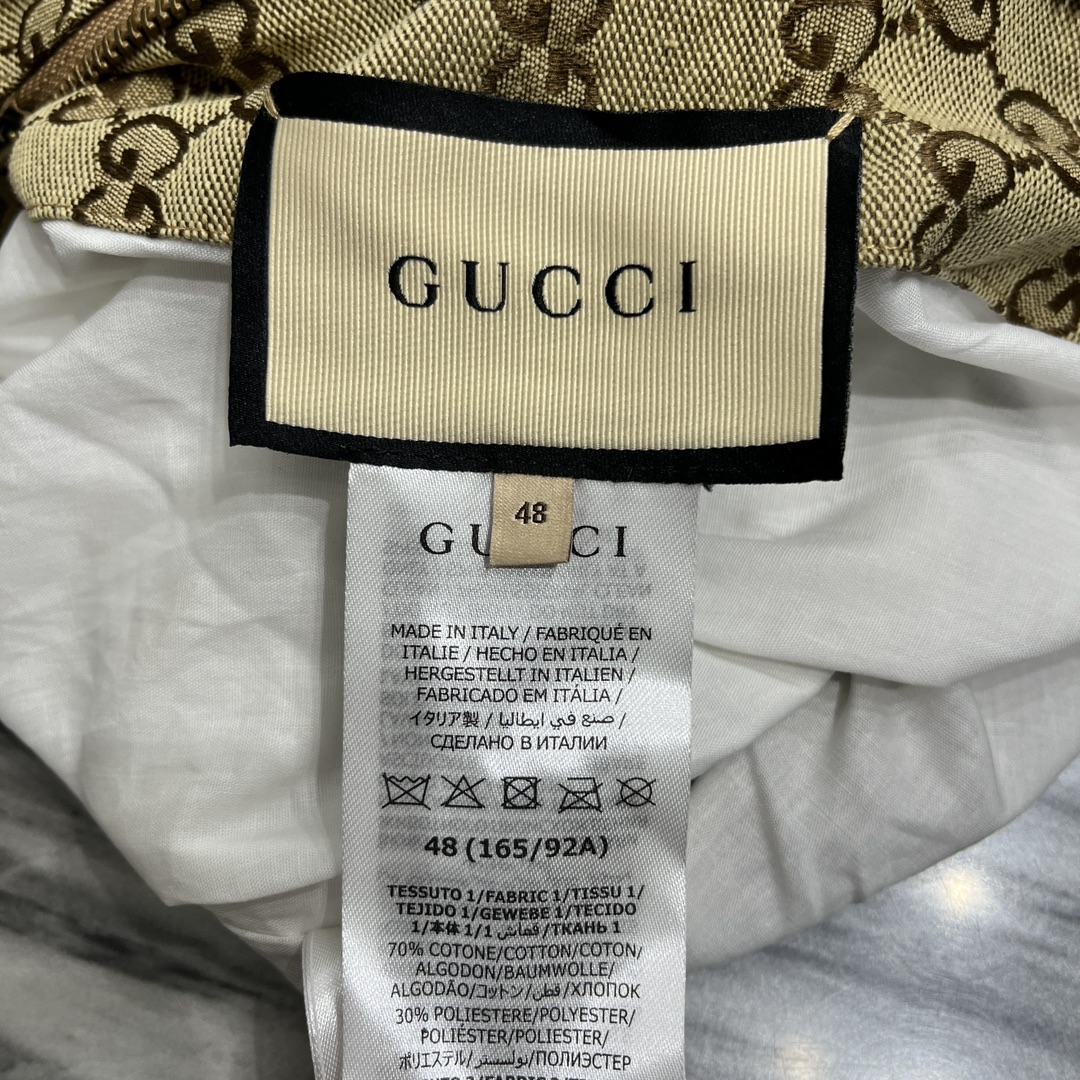 GUCCI
48
GU CI
MADE IN ITALY / FABRIQUÉ EN
ITALIE / HECHO EN ITALIA /
HERGESTELLT IN ITALIEN /
FABRICADO EM ITÁLIA /
イタリア製 / صنع في ايطاليا /
СДЕЛАНО В ИТАЛИИ
48 (165/92A)
TESSUTO 1/FABRIC 1/TISSU 1/
TEJIDO 1/GEWEBE 1/TECIDO
1/本体 1/قماش 1/ТКАНЬ 1
70% COTONE/COTTON/COTON/
ALGODON/BAUMWOLLE/
ALGODÃO/コットン/قطن/ХЛОПОК
30% POLIESTERE/POLYESTER/
POLIÉSTER/POLIESTER/
ポリエステル/بوليستر/ПОЛИЭСТЕР